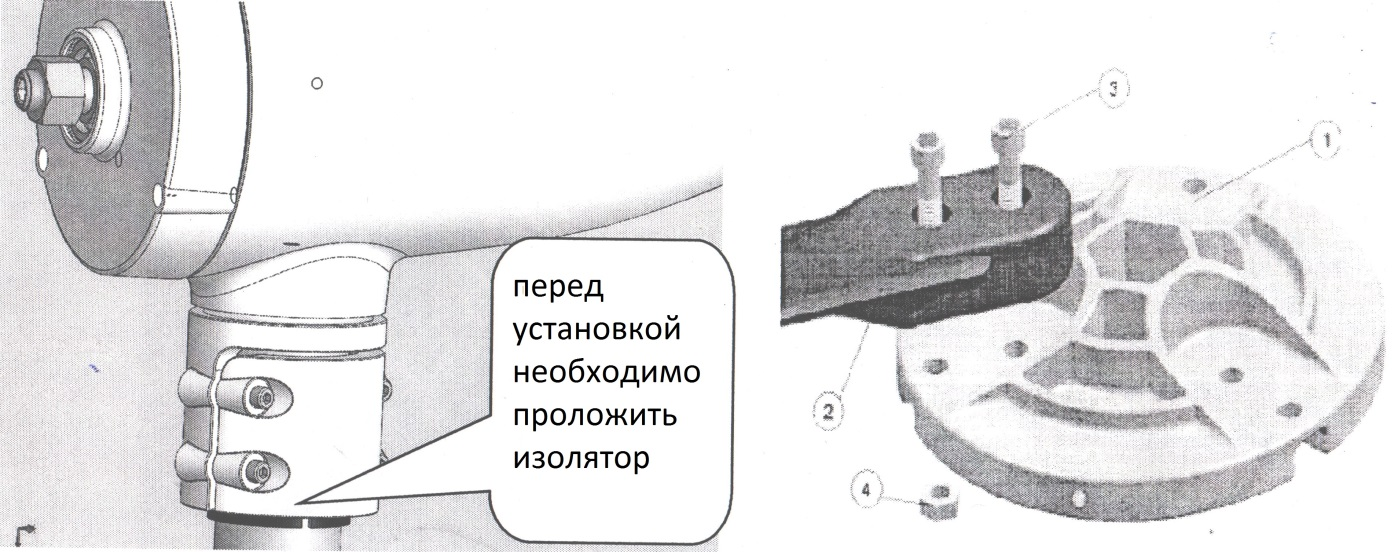 перед
установкой
необходимо
проложить
изолятор
3
1
2
4